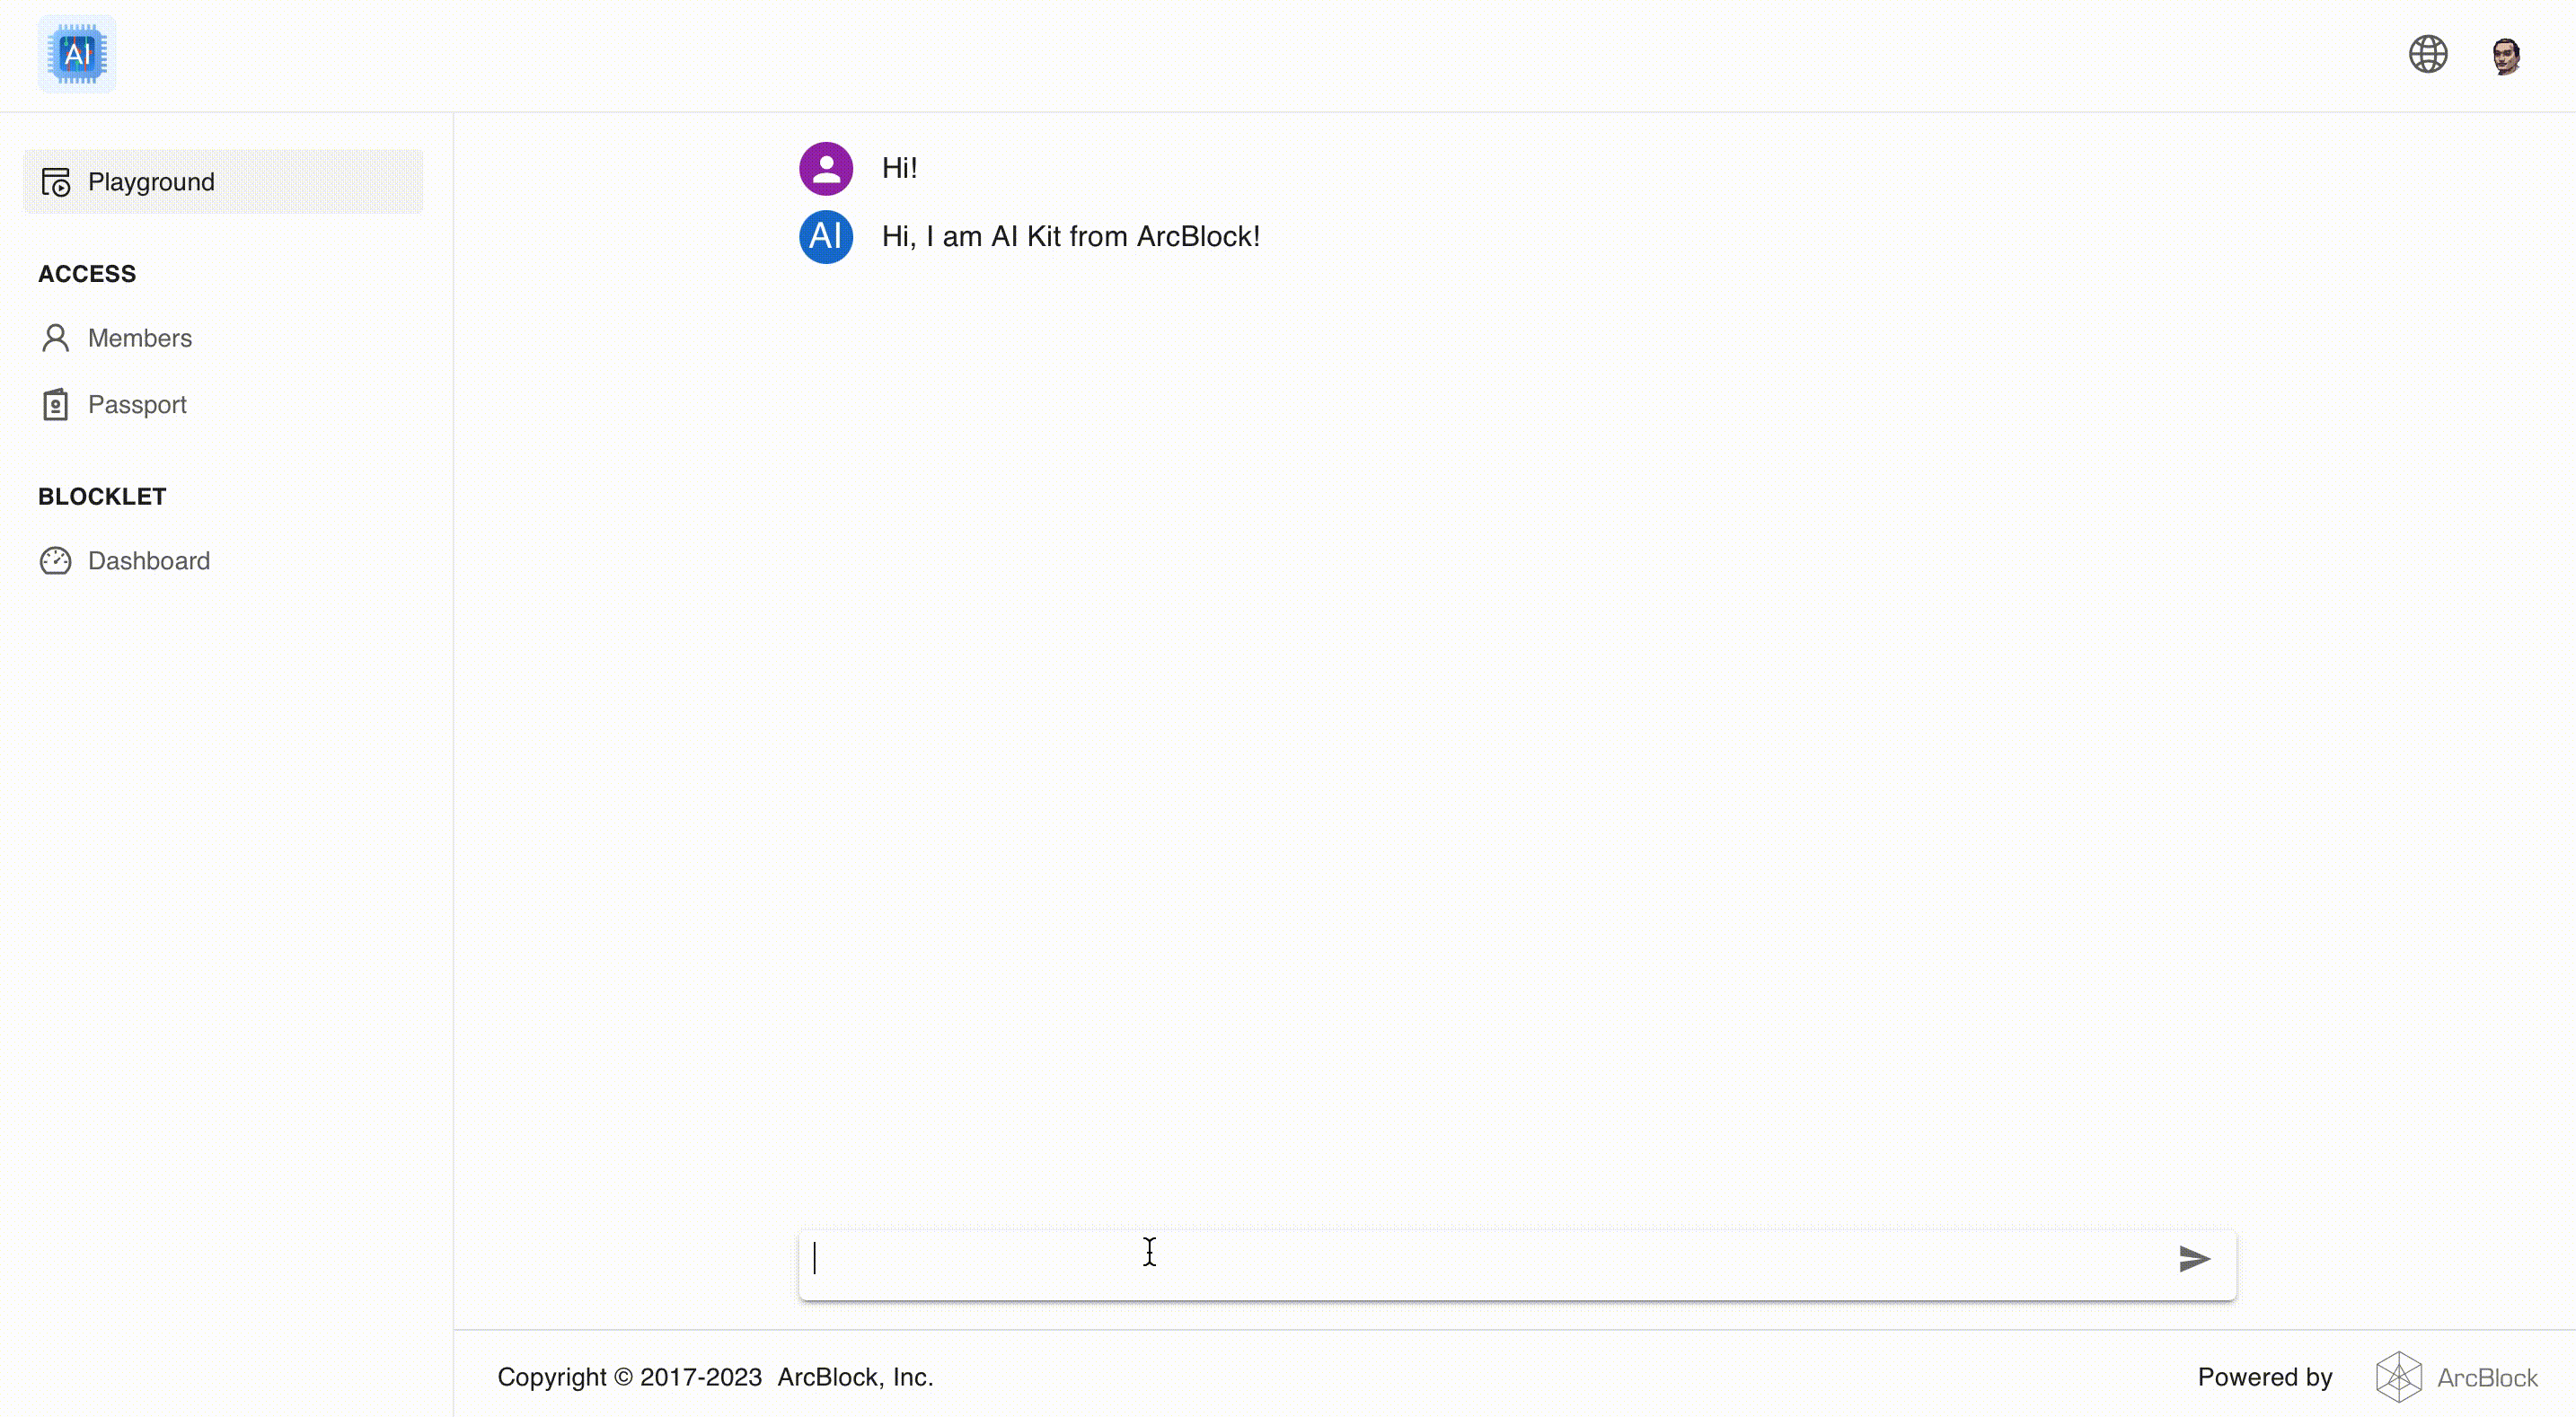 AI
Playground
ACCESS
Members
Passport
BLOCKLET
Dashboard
Hi!
AI
Hi, I am AI Kit from ArcBlock!
Copyright © 2017-2023 ArcBlock, Inc.
Powered by ArcBlock